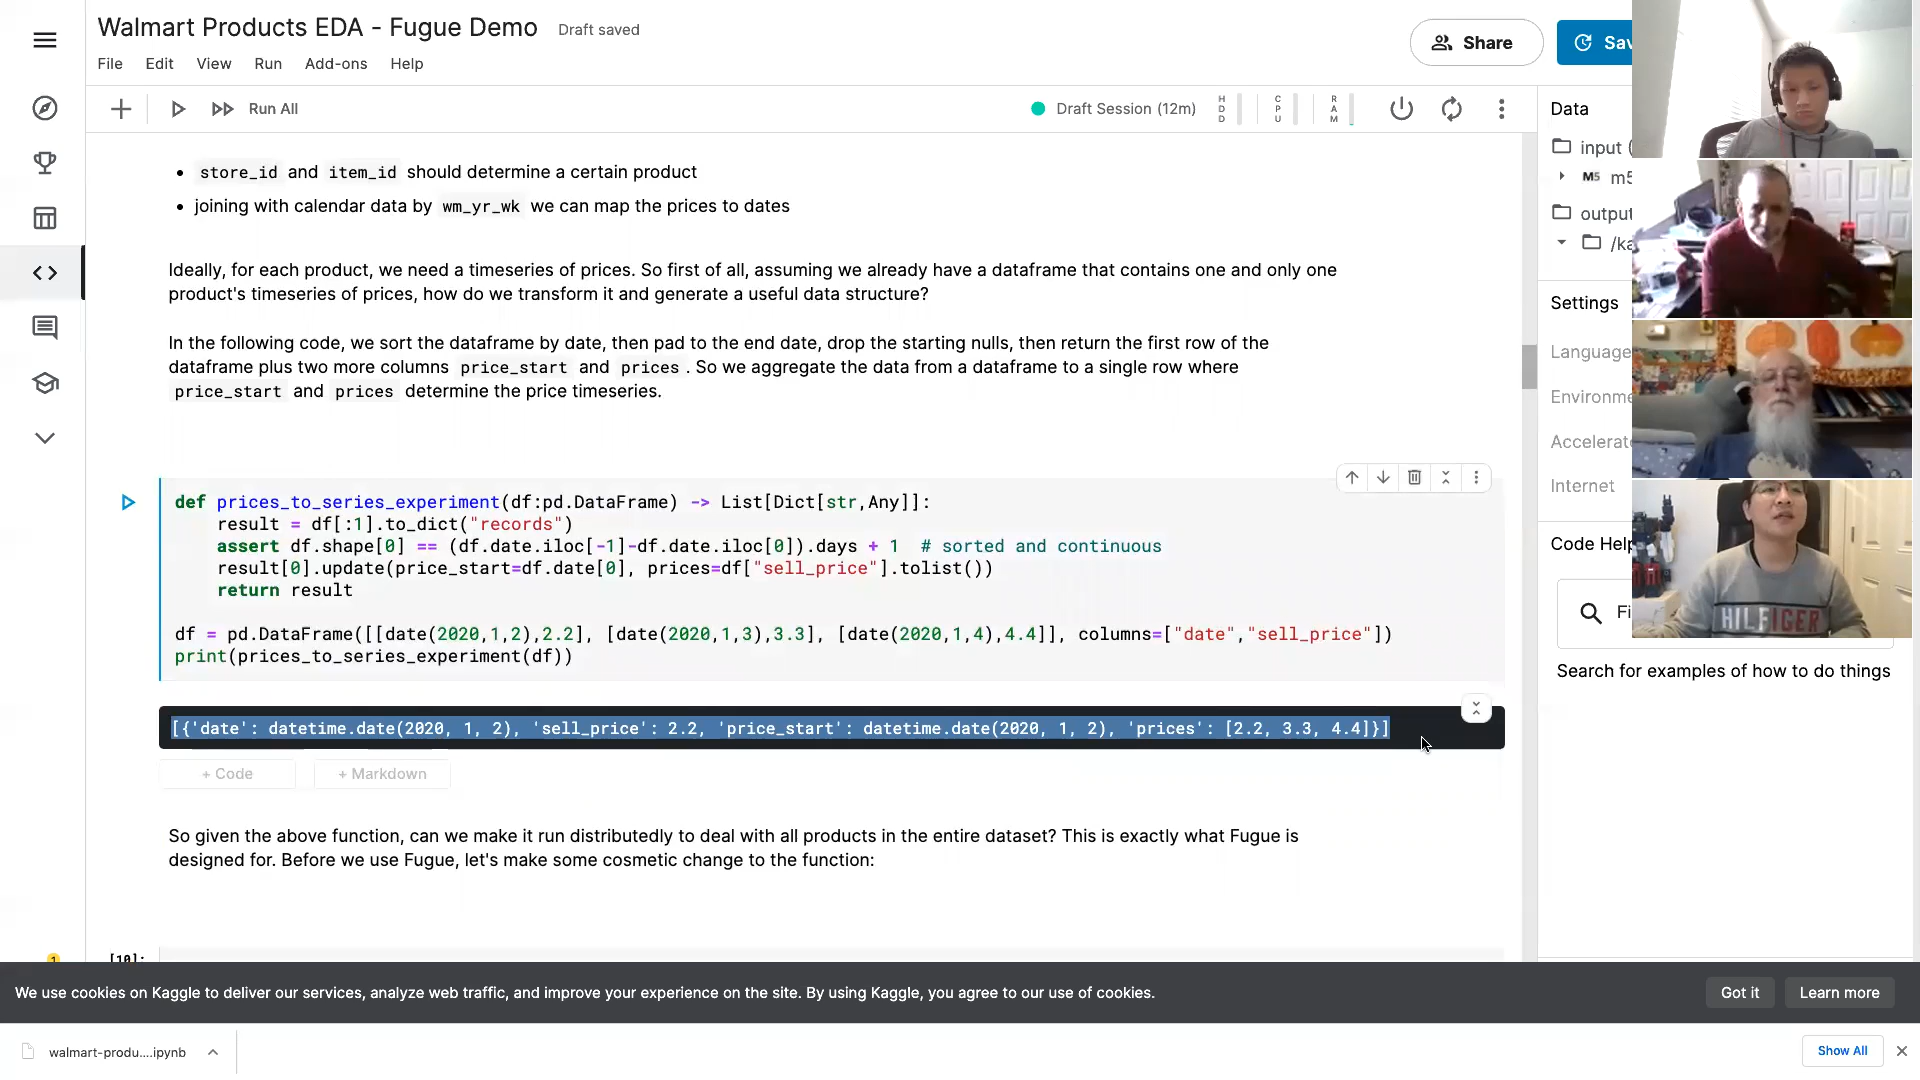 Walmart Products EDA - Fugue Demo
Draft saved
Share
Sav
File Edit View Run Add-ons Help
Run All
Draft Session (12m)
HDD
CPU
RAM
Data
input (
M5 m5
output
/ka
Settings
Language
Environme
Accelerat
Internet
Code Help
Fi
Search for examples of how to do things
HILFIGER
store_id and item_id should determine a certain product
joining with calendar data by wm_yr_wk we can map the prices to dates
Ideally, for each product, we need a timeseries of prices. So first of all, assuming we already have a dataframe that contains one and only one
product's timeseries of prices, how do we transform it and generate a useful data structure?
In the following code, we sort the dataframe by date, then pad to the end date, drop the starting nulls, then return the first row of the
dataframe plus two more columns price_start and prices . So we aggregate the data from a dataframe to a single row where
price_start and prices determine the price timeseries.
def prices_to_series_experiment(df:pd.DataFrame) -> List[Dict[str,Any]]:
result = df[:1].to_dict("records")
assert df.shape[0] == (df.date.iloc[-1]-df.date.iloc[0]).days + 1 # sorted and continuous
result[0].update(price_start=df.date[0], prices=df["sell_price"].tolist())
return result
df = pd.DataFrame([[date(2020,1,2),2.2], [date(2020,1,3),3.3], [date(2020,1,4),4.4]], columns=["date","sell_price"])
print(prices_to_series_experiment(df))
[{'date': datetime.date(2020, 1, 2), 'sell_price': 2.2, 'price_start': datetime.date(2020, 1, 2), 'prices': [2.2, 3.3, 4.4]}]
+ Code
+ Markdown
So given the above function, can we make it run distributedly to deal with all products in the entire dataset? This is exactly what Fugue is
designed for. Before we use Fugue, let's make some cosmetic change to the function:
1
[10]:
We use cookies on Kaggle to deliver our services, analyze web traffic, and improve your experience on the site. By using Kaggle, you agree to our use of cookies.
Got it
Learn more
walmart-produ....ipynb
Show All